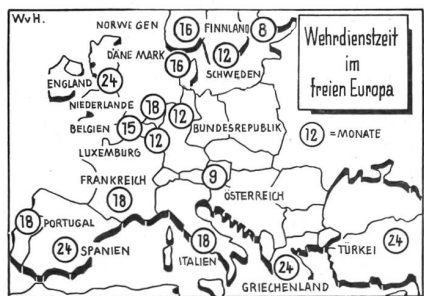 W.v.H.
NORWEGEN
16
FINNLAND
8
DÄNEMARK
16
12
SCHWEDEN
Wehrdienstzeit
im
freien Europa
ENGLAND
24
NIEDERLANDE
18
12
BELGIEN
15
12
BUNDESREPUBLIK
12 = MONATE
LUXEMBURG
FRANKREICH
18
9
ÖSTERREICH
18
PORTUGAL
24
SPANIEN
18
ITALIEN
24
GRIECHENLAND
TÜRKEI
24